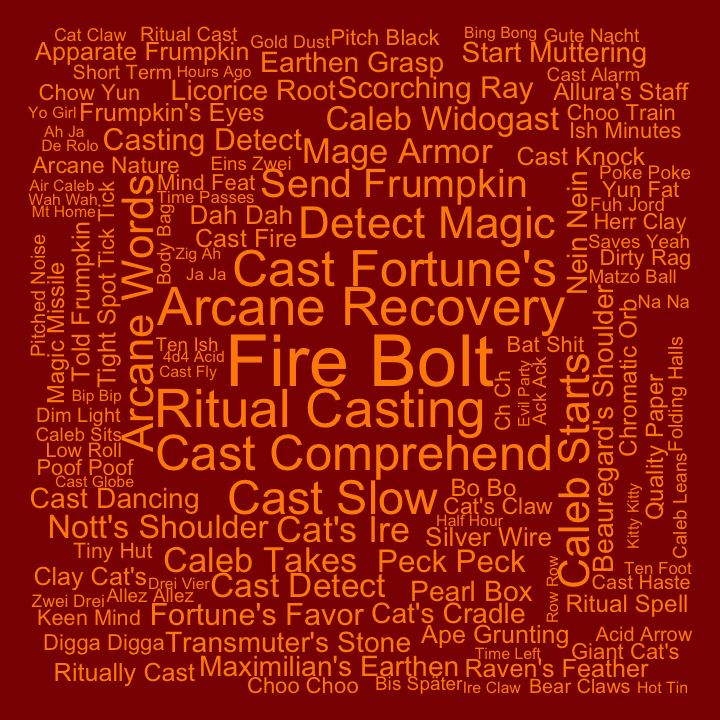 Cat Claw
Ritual Cast
Gold Dust
Pitch Black
Bing Bong
Gute Nacht
Apparate Frumpkin
Earthen Grasp
Start Muttering
Short Term
Hours Ago
Cast Alarm
Chow Yun
Licorice Root
Scorching Ray
Allura's Staff
Yo Girl
Frumpkin's Eyes
Caleb Widogast
Choo Train
Ah Ja
Casting Detect
Mage Armor
Ish Minutes
De Rolo
Cast Knock
Arcane Nature
Eins Zwei
Poke Poke
Air Caleb
Mind Feat
Send Frumpkin
Yun Fat
Wah Wah
Time Passes
Fuh Jord
Mt Home
Dah Dah
Detect Magic
Nein Nein
Herr Clay
Tick Tick
Arcane Words
Body Bag
Cast Fire
Saves Yeah
Pitched Noise
Told Frumpkin
Zig Ah
Cast Fortune's
Dirty Rag
Magic Missile
Tight Spot
Ja Ja
Matzo Ball
Arcane Recovery
Beauregard's Shoulder
Chromatic Orb
Na Na
Ten Ish
Fire Bolt
Bat Shit
4d4 Acid
Cast Fly
Ch Ch
Evil Party
Ack Ack
Caleb Starts
Quality Paper
Folding Halls
Bip Bip
Dim Light
Ritual Casting
Caleb Sits
Low Roll
Cast Comprehend
Poof Poof
Cast Globe
Bo Bo
Kitty Kitty
Caleb Leans
Cast Dancing
Cast Slow
Cat's Claw
Nott's Shoulder
Cat's Ire
Half Hour
Silver Wire
Tiny Hut
Caleb Takes
Peck Peck
Row Row
Ten Foot
Clay Cat's
Drei Vier
Cast Detect
Pearl Box
Cast Haste
Zwei Drei
Allez Allez
Ritual Spell
Keen Mind
Fortune's Favor
Cat's Cradle
Digga Digga
Transmuter's Stone
Ape Grunting
Acid Arrow
Time Left
Giant Cat's
Ritually Cast
Maximilian's Earthen
Raven's Feather
Choo Choo
Bis Später
Ire Claw
Bear Claws
Hot Tin